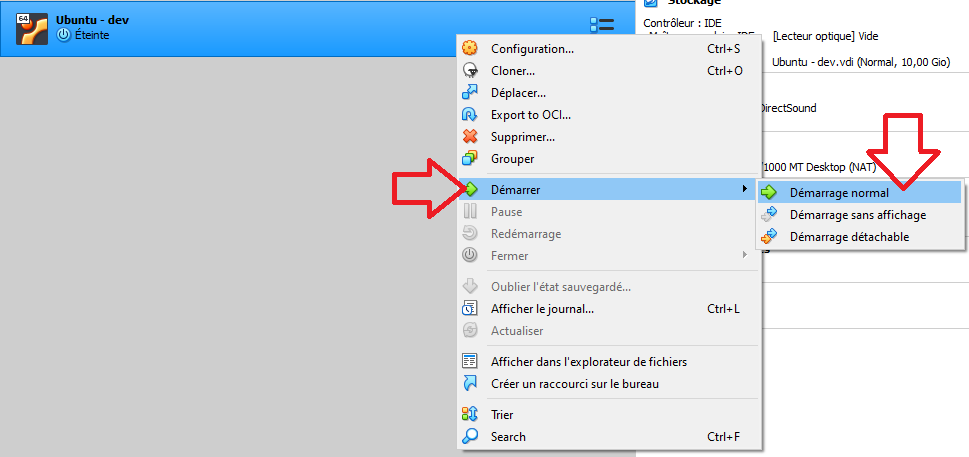 64
Ubuntu - dev
Éteinte
Configuration... Ctrl+S
Cloner... Ctrl+O
Déplacer...
Export to OCI...
Supprimer...
Grouper
Démarrer
Pause
Redémarrage
Fermer
Oublier l'état sauvegardé...
Afficher le journal... Ctrl+L
Actualiser
Afficher dans l'explorateur de fichiers
Créer un raccourci sur le bureau
Trier
Search Ctrl+F
Démarrage normal
Démarrage sans affichage
Démarrage détachable
Stockage
Contrôleur : IDE
IDE [Lecteur optique] Vide
Ubuntu - dev.vdi (Normal, 10,00 Gio)
DirectSound
1000 MT Desktop (NAT)